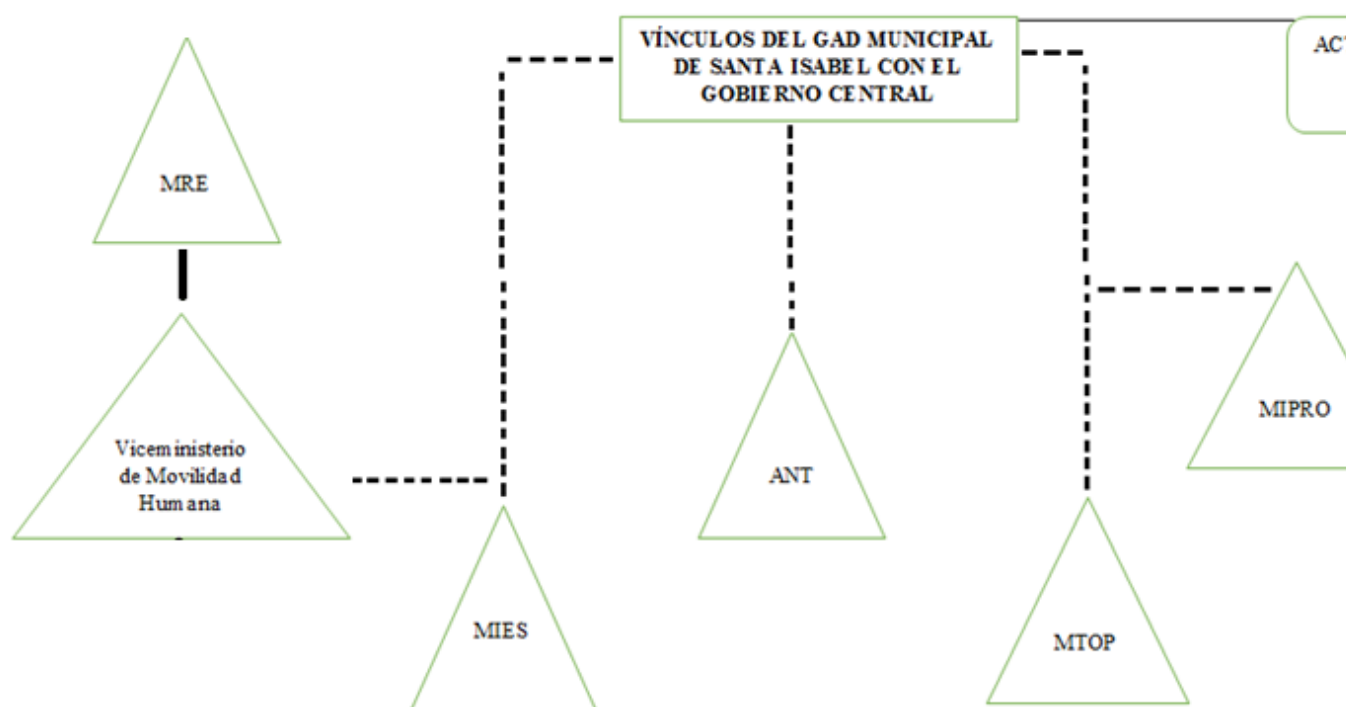 VÍNCULOS DEL GAD MUNICIPAL
DE SANTA ISABEL CON EL
GOBIERNO CENTRAL
MRE
Viceministerio
de Movilidad
Humana
MIES
ANT
MTOP
MIPRO